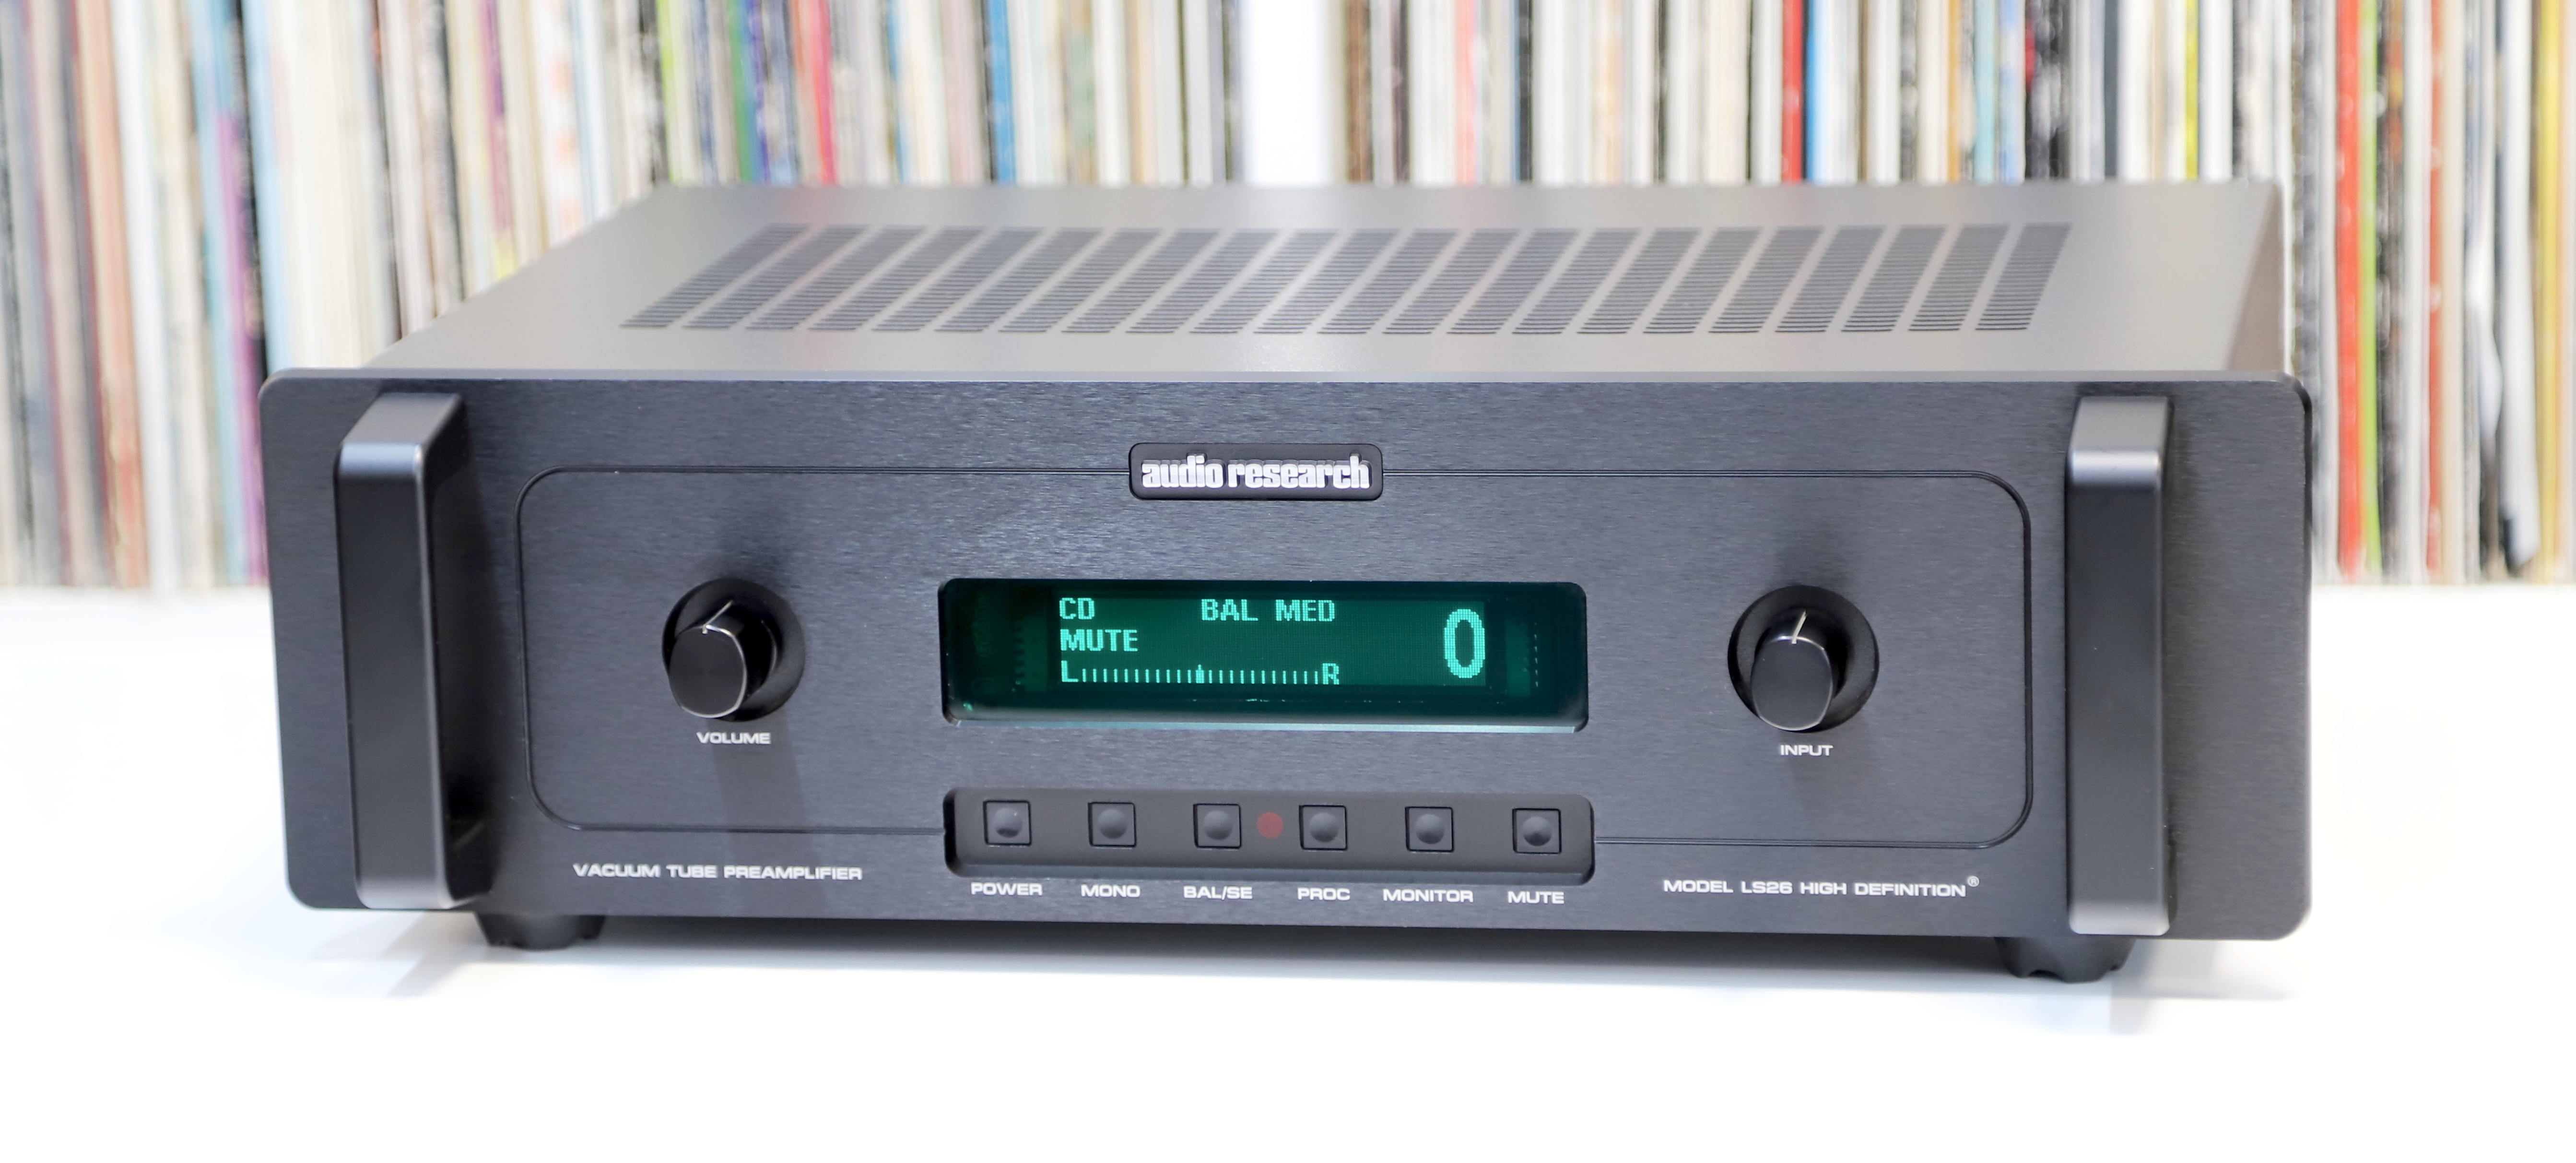 audio research
CD BAL MED 0
MUTE
L R
VOLUME
INPUT
VACUUM TUBE PREAMPLIFIER
POWER MONO BAL/SE PROC MONITOR MUTE
MODEL LS26 HIGH DEFINITION®